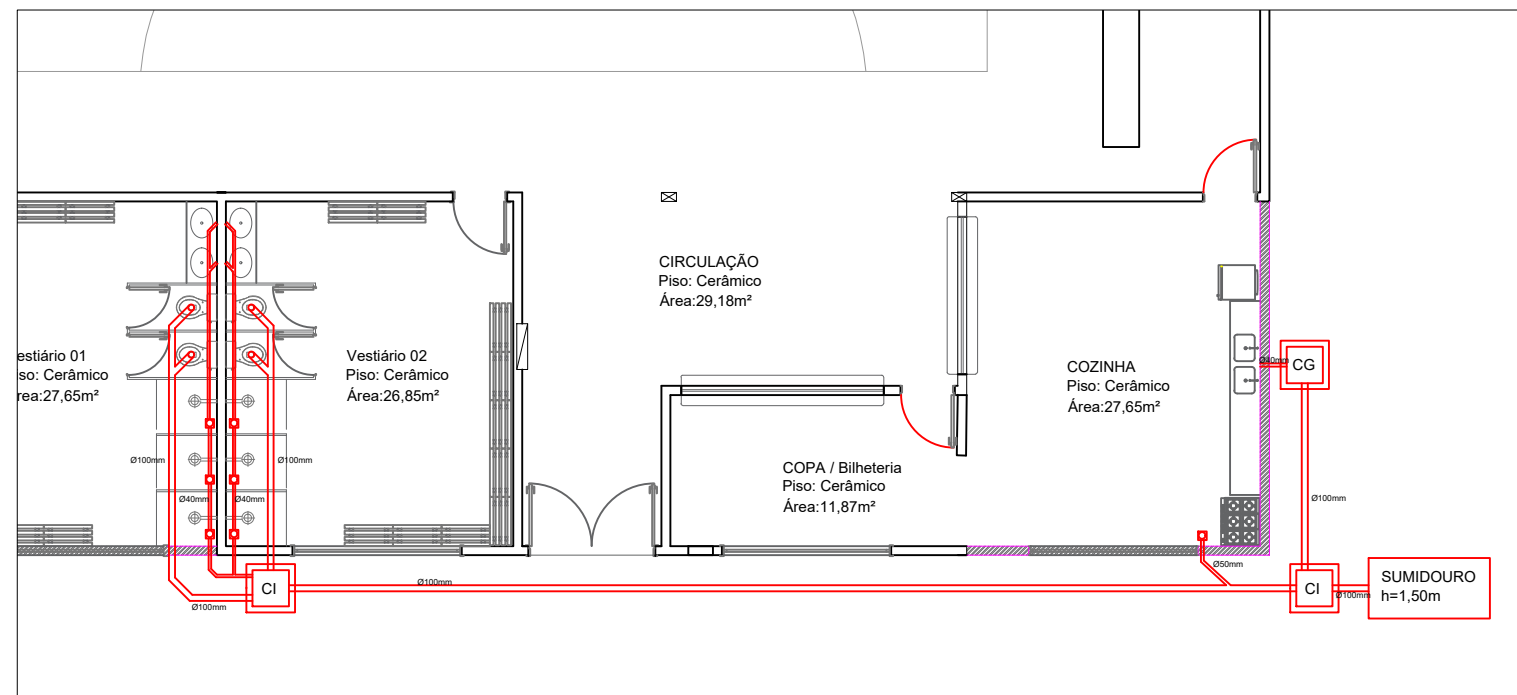 CIRCULAÇÃO
Piso: Cerâmico
Área:29,18m²
estiário 01
so: Cerâmico
rea:27,65m²
Vestiário 02
Piso: Cerâmico
Área:26,85m²
COZINHA
Piso: Cerâmico
Área:27,65m²
Ø40mm
CG
COPA / Bilheteria
Piso: Cerâmico
Área:11,87m²
Ø100mm
Ø100mm
Ø40mm
Ø40mm
Ø100mm
Ø50mm
CI
Ø100mm
Ø100mm
CI
Ø100mm
SUMIDOURO
h=1,50m